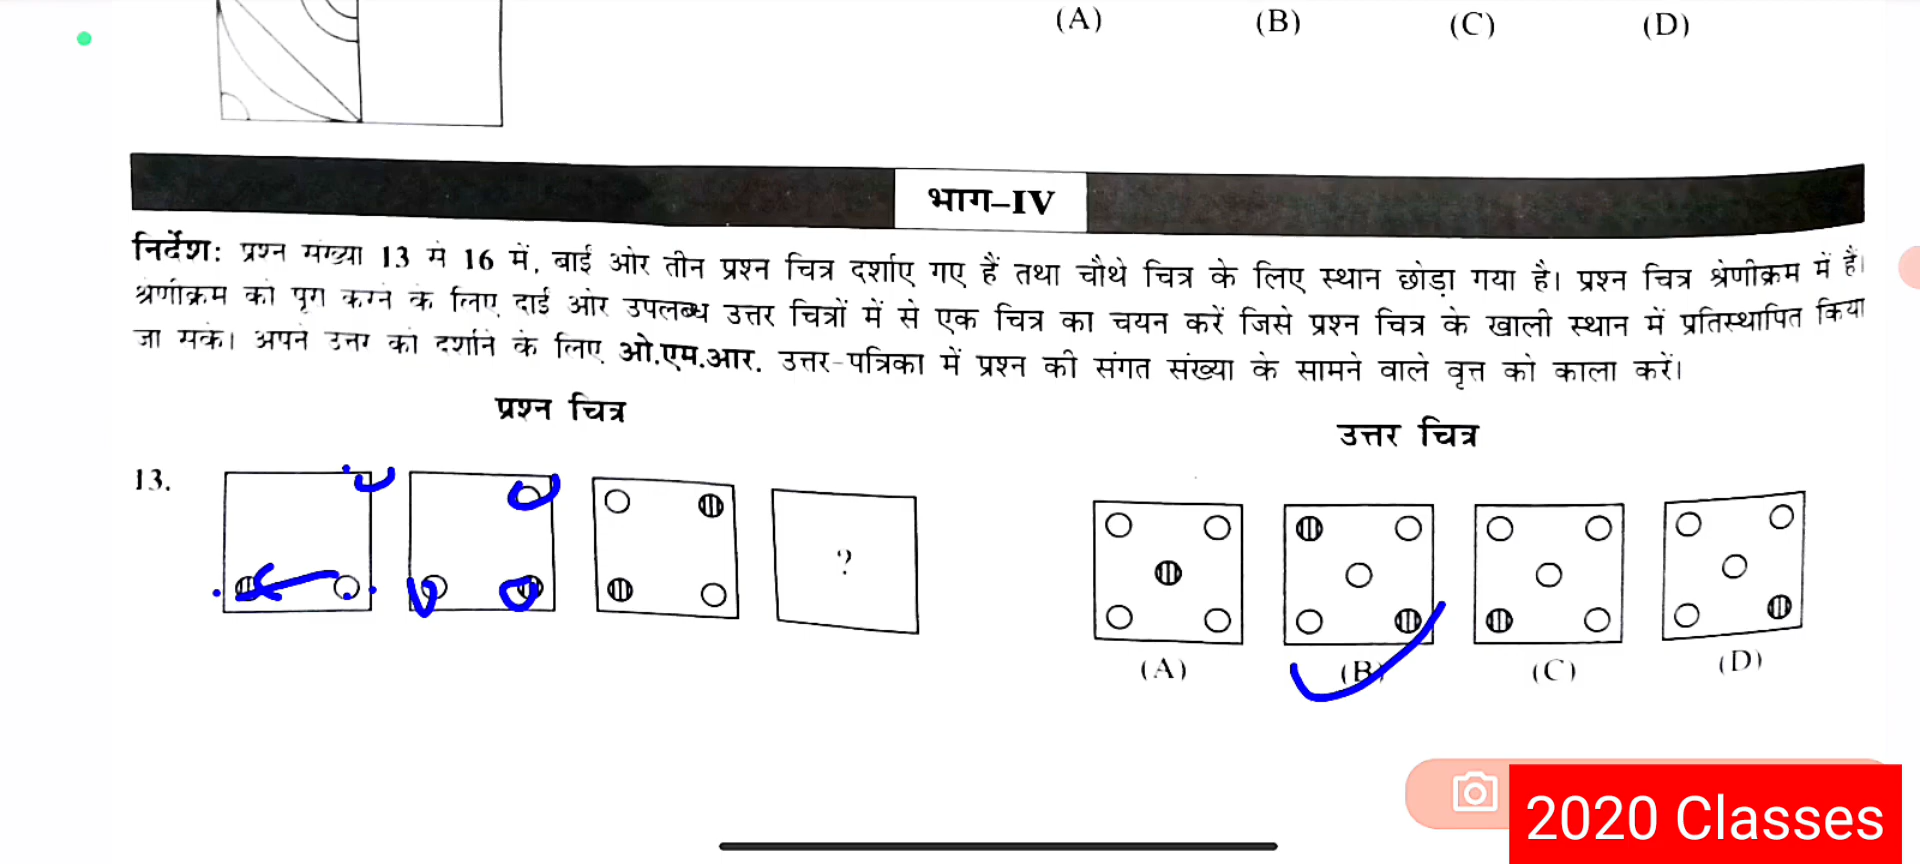 (A) (B) (C) (D)
भाग–IV
निर्देश: प्रश्न संख्या 13 से 16 में, बाईं ओर तीन प्रश्न चित्र दर्शाए गए हैं तथा चौथे चित्र के लिए स्थान छोड़ा गया है। प्रश्न चित्र श्रेणीक्रम में हैं।
श्रेणीक्रम को पूरा करने के लिए दाईं ओर उपलब्ध उत्तर चित्रों में से एक चित्र का चयन करें जिसे प्रश्न चित्र के खाली स्थान में प्रतिस्थापित किया
जा सके। अपने उत्तर को दर्शाने के लिए ओ.एम.आर. उत्तर-पत्रिका में प्रश्न की संगत संख्या के सामने वाले वृत्त को काला करें।
प्रश्न चित्र
उत्तर चित्र
13.
?
(A) (B) (C) (D)
2020 Classes